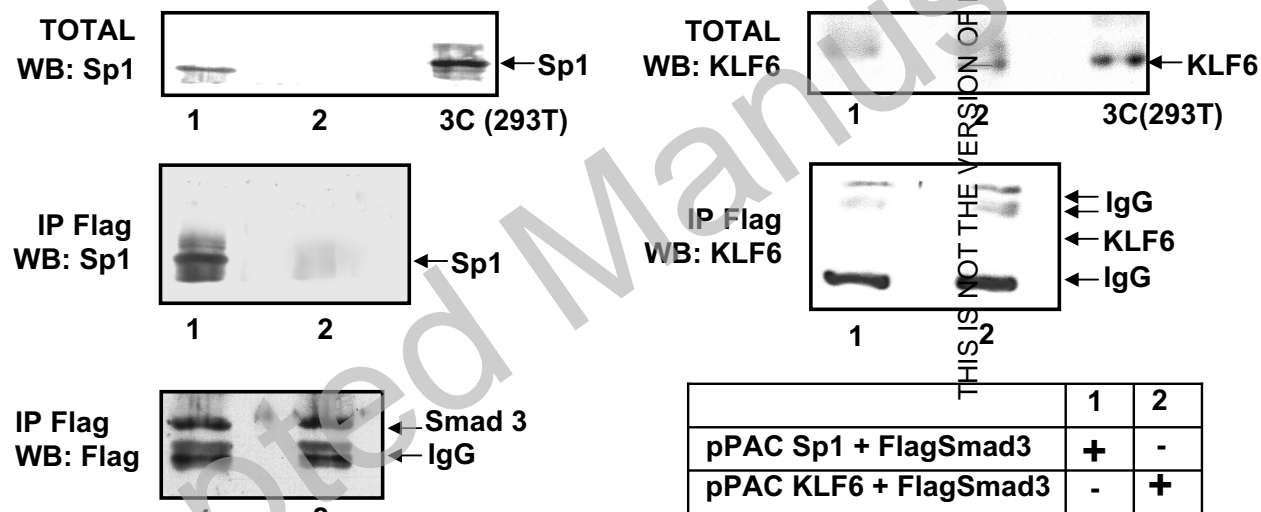 TOTAL
WB: Sp1
Sp1
1 2 3C (293T)
IP Flag
WB: Sp1
Sp1
1 2
IP Flag
WB: Flag
Smad 3
IgG
TOTAL
WB: KLF6
KLF6
1 2 3C(293T)
IP Flag
WB: KLF6
IgG
KLF6
IgG
1 2
1 2
pPAC Sp1 + FlagSmad3 + -
pPAC KLF6 + FlagSmad3 - +
THIS IS NOT THE VERSION OF
pted Manus